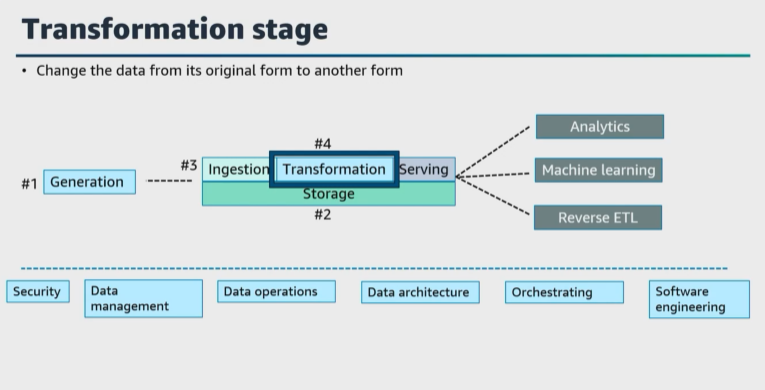 Transformation stage
• Change the data from its original form to another form
#4
Analytics
#3
Ingestion
Transformation
Serving
Machine learning
#1
Generation
Storage
#2
Reverse ETL
Security
Data
management
Data operations
Data architecture
Orchestrating
Software
engineering